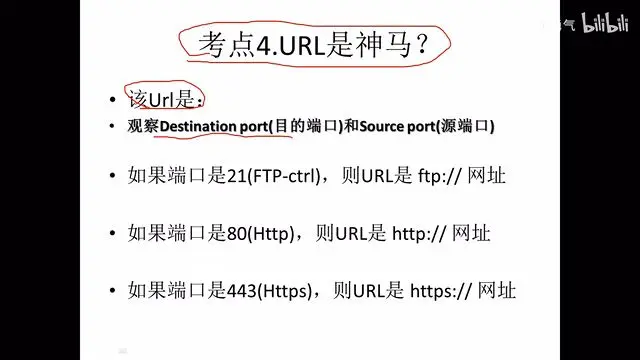 考点4.URL是神马？
bilibili
• 该Url是：
• 观察Destination port(目的端口)和Source port(源端口)
• 如果端口是21(FTP-ctrl)，则URL是 ftp:// 网址
• 如果端口是80(Http)，则URL是 http:// 网址
• 如果端口是443(Https)，则URL是 https:// 网址